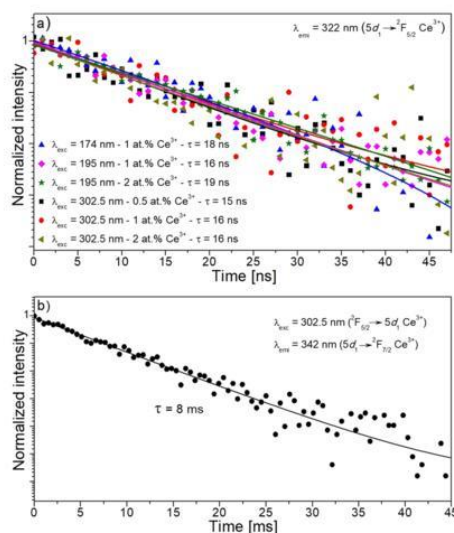 a)
λems = 322 nm (5d1→²F5/2 Ce³⁺)
1
Normalized intensity
λexc = 174 nm - 1 at.% Ce³⁺ - τ = 18 ns
λexc = 195 nm - 1 at.% Ce³⁺ - τ = 16 ns
λexc = 195 nm - 2 at.% Ce³⁺ - τ = 19 ns
λexc = 302.5 nm - 0.5 at.% Ce³⁺ - τ = 15 ns
λexc = 302.5 nm - 1 at.% Ce³⁺ - τ = 16 ns
λexc = 302.5 nm - 2 at.% Ce³⁺ - τ = 16 ns
0 5 10 15 20 25 30 35 40 45
Time [ns]
b)
1
λexc = 302.5 nm (²F5/2→5d1 Ce³⁺)
λemi = 342 nm (5d1→²F7/2 Ce³⁺)
Normalized intensity
τ = 8 ms
0 5 10 15 20 25 30 35 40 45
Time [ms]